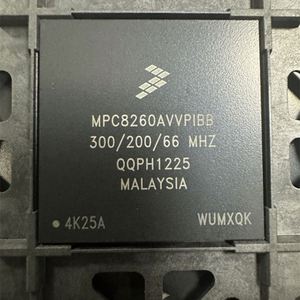 MPC8260AVVPIBB
300/200/66 MHZ
QQPH1225
MALAYSIA
4K25A
WUMXQK